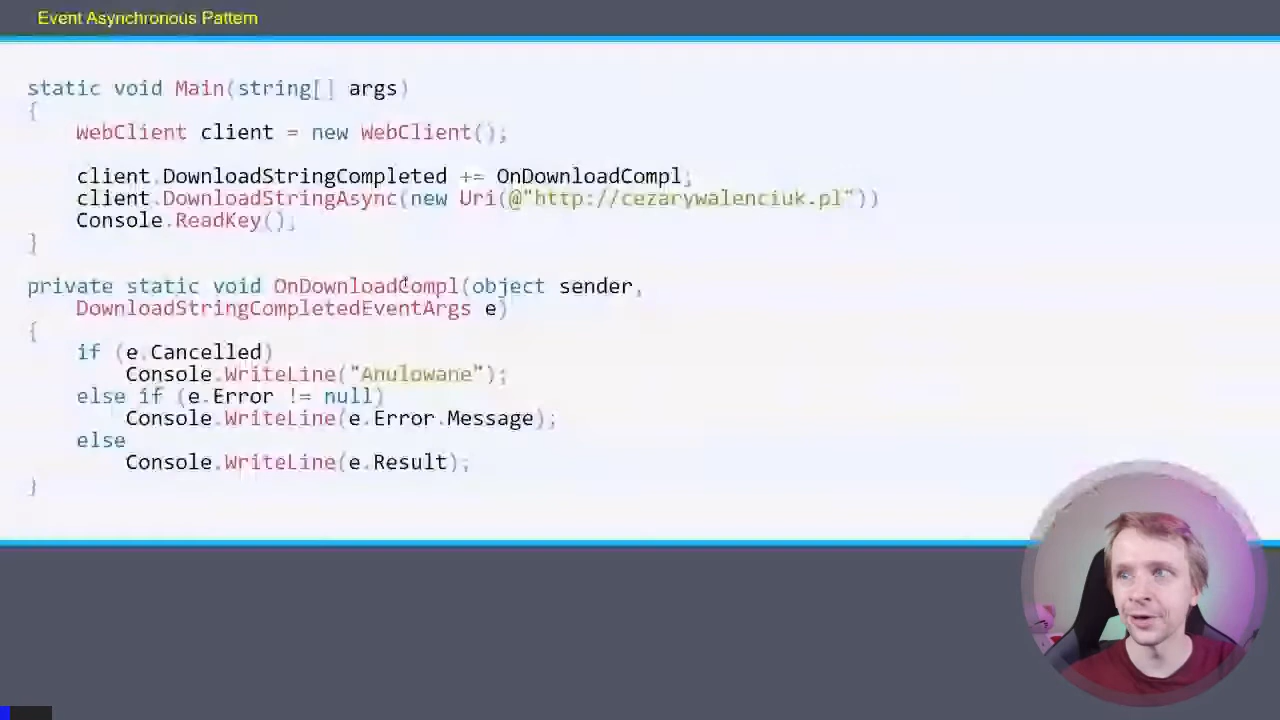 Event Asynchronous Pattern
static void Main(string[] args)
{
WebClient client = new WebClient();
client.DownloadStringCompleted += OnDownloadCompl;
client.DownloadStringAsync(new Uri(@"http://cezarywalenciuk.pl"))
Console.ReadKey();
}
private static void OnDownloadCompl(object sender,
DownloadStringCompletedEventArgs e)
{
if (e.Cancelled)
Console.WriteLine("Anulowane");
else if (e.Error != null)
Console.WriteLine(e.Error.Message);
else
Console.WriteLine(e.Result);
}